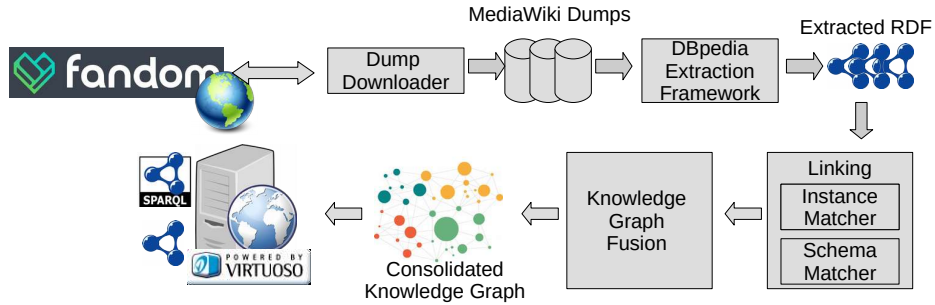 fandom
Dump
Downloader
MediaWiki Dumps
DBpedia
Extraction
Framework
Extracted RDF
Linking
Instance
Matcher
Schema
Matcher
Knowledge
Graph
Fusion
Consolidated
Knowledge Graph
SPARQL
POWERED BY
VIRTUOSO